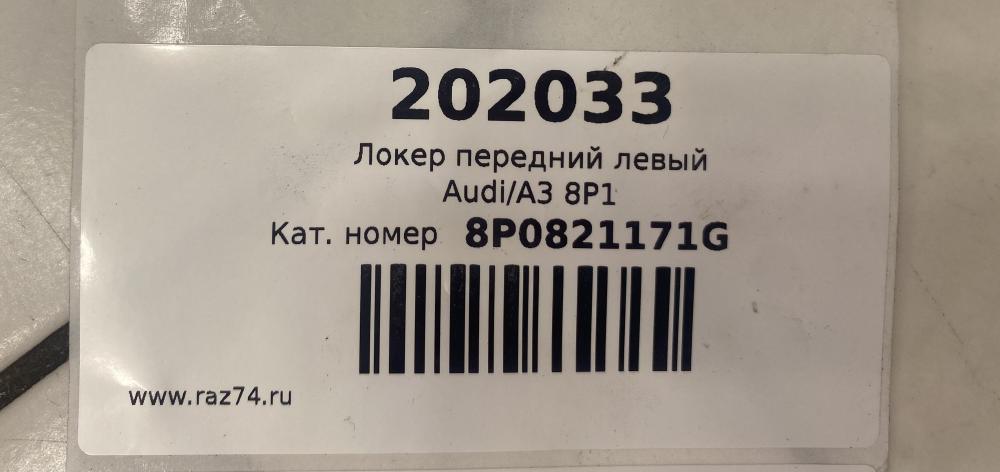 202033
Локер передний левый
Audi/A3 8P1
Кат. номер 8P0821171G
www.raz74.ru